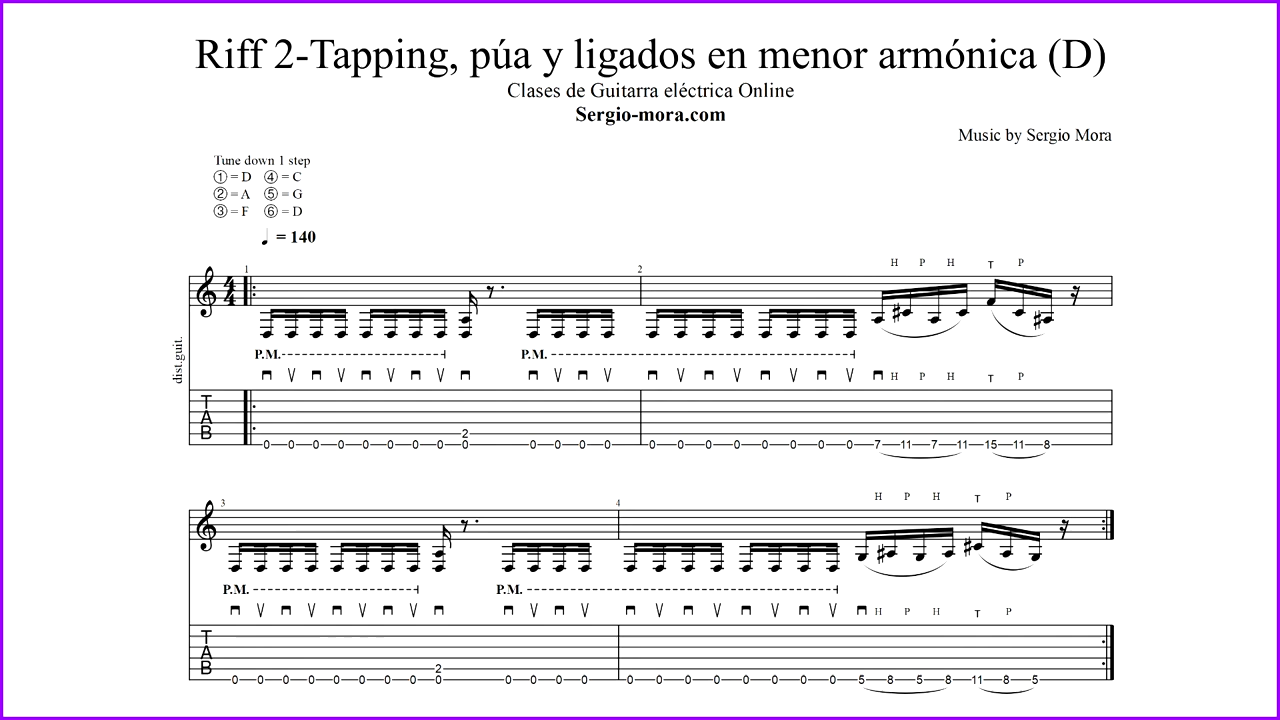 Riff 2-Tapping, púa y ligados en menor armónica (D)
Clases de Guitarra eléctrica Online
Sergio-mora.com
Music by Sergio Mora
Tune down 1 step
① = D ④ = C
② = A ⑤ = G
③ = F ⑥ = D
♩ = 140
1 2
H P H T P
4
4
dist.guit.
P.M. P.M.
H P H T P
T
A
B
2
0 0 0 0 0 0 0 0 0 0 0 0 0 0 0 0 0 0 0 0 0 7 11 7 11 15 11 8
3 4
H P H T P
P.M. P.M.
H P H T P
T
A
B
2
0 0 0 0 0 0 0 0 0 0 0 0 0 0 0 0 0 0 0 0 0 5 8 5 8 11 8 5